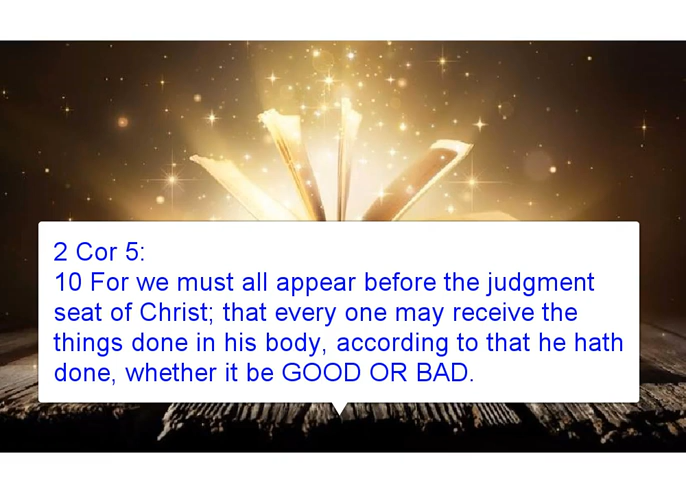 2 Cor 5:
10 For we must all appear before the judgment
seat of Christ; that every one may receive the
things done in his body, according to that he hath
done, whether it be GOOD OR BAD.